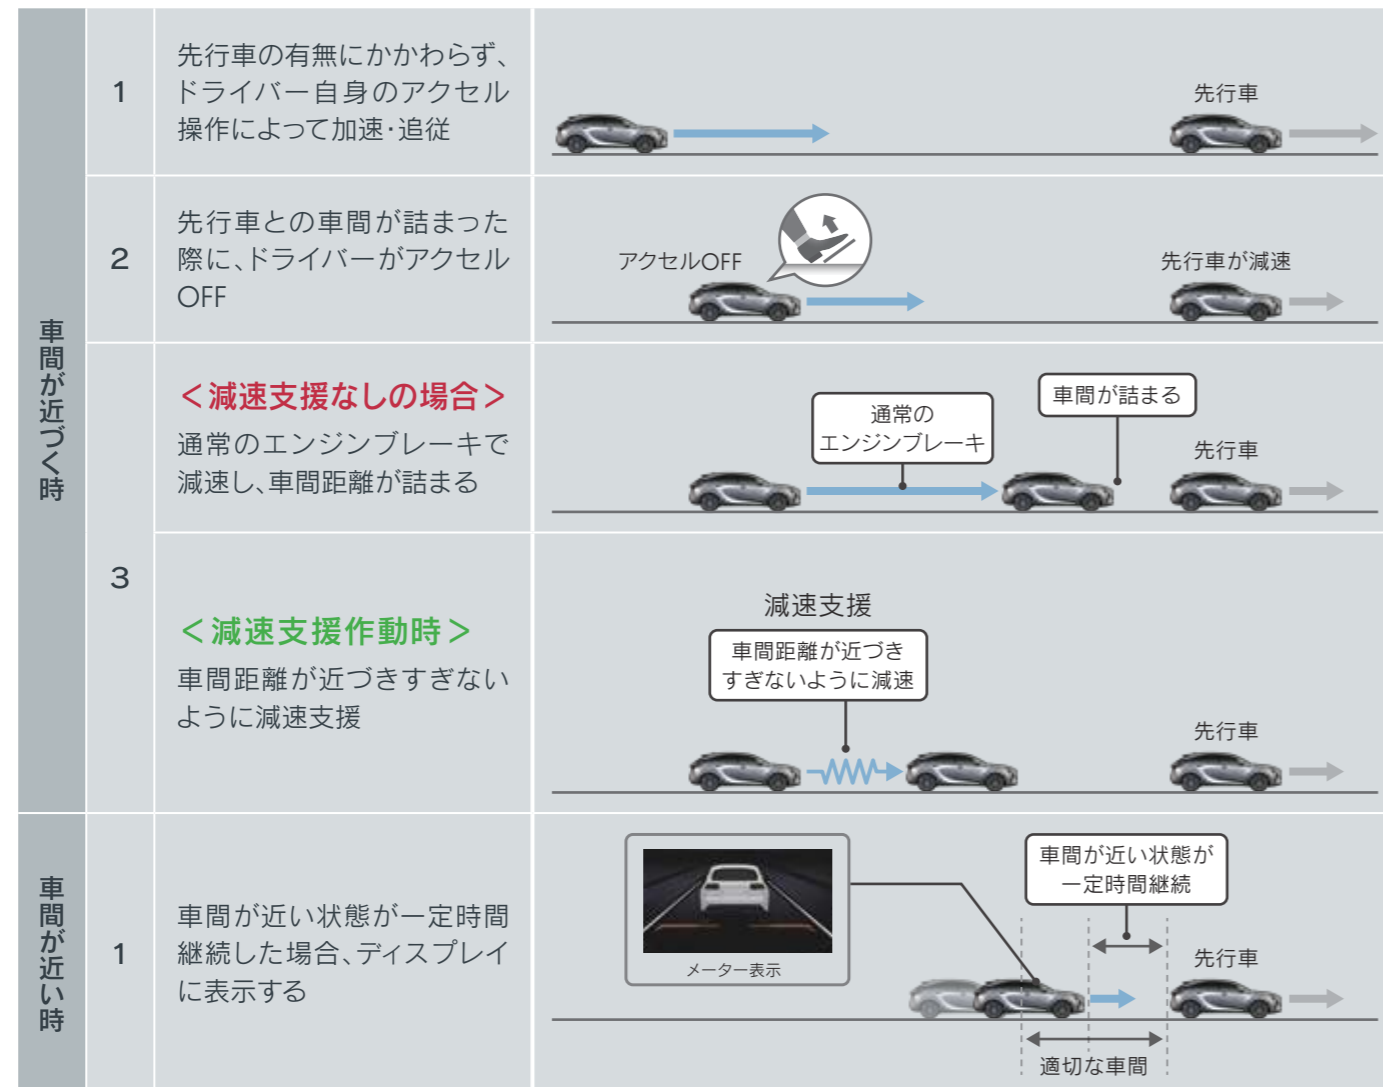 車間が近づく時
1
先行車の有無にかかわらず、
ドライバー自身のアクセル
操作によって加速・追従
先行車
2
先行車との車間が詰まった
際に、ドライバーがアクセル
OFF
アクセルOFF
先行車が減速
3
＜減速支援なしの場合＞
通常のエンジンブレーキで
減速し、車間距離が詰まる
通常の
エンジンブレーキ
車間が詰まる
先行車
＜減速支援作動時＞
車間距離が近づきすぎない
ように減速支援
減速支援
車間距離が近づき
すぎないように減速
先行車
車間が近い時
1
車間が近い状態が一定時間
継続した場合、ディスプレイ
に表示する
メーター表示
車間が近い状態が
一定時間継続
先行車
適切な車間